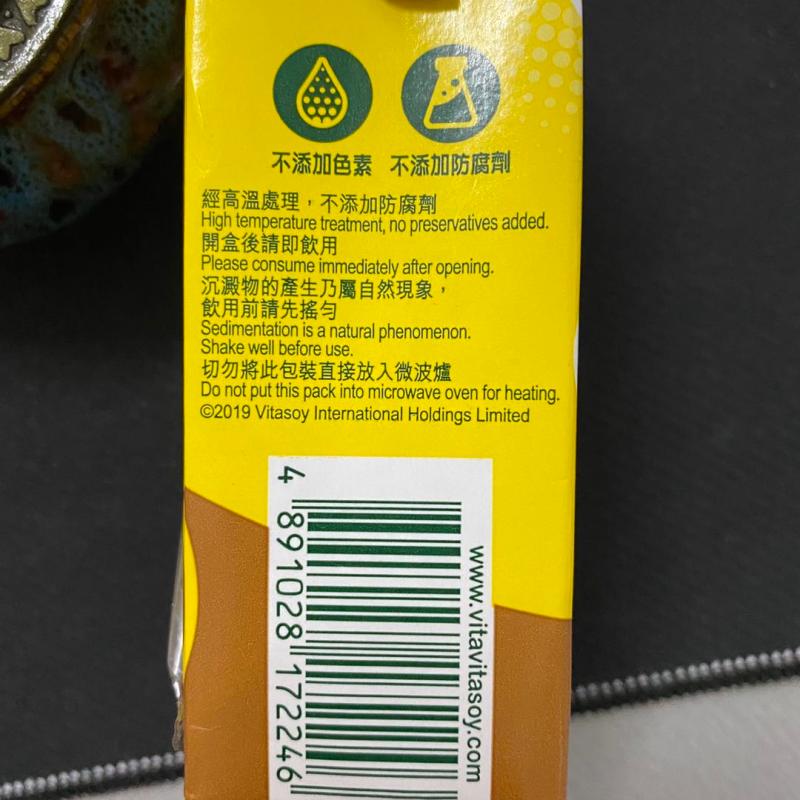 不添加色素 不添加防腐劑
經高溫處理，不添加防腐劑
High temperature treatment, no preservatives added.
開盒後請即飲用
Please consume immediately after opening.
沉澱物的產生乃屬自然現象，
飲用前請先搖勻
Sedimentation is a natural phenomenon.
Shake well before use.
切勿將此包裝直接放入微波爐
Do not put this pack into microwave oven for heating.
©2019 Vitasoy International Holdings Limited
www.vitavitasoy.com
4 891028 172246